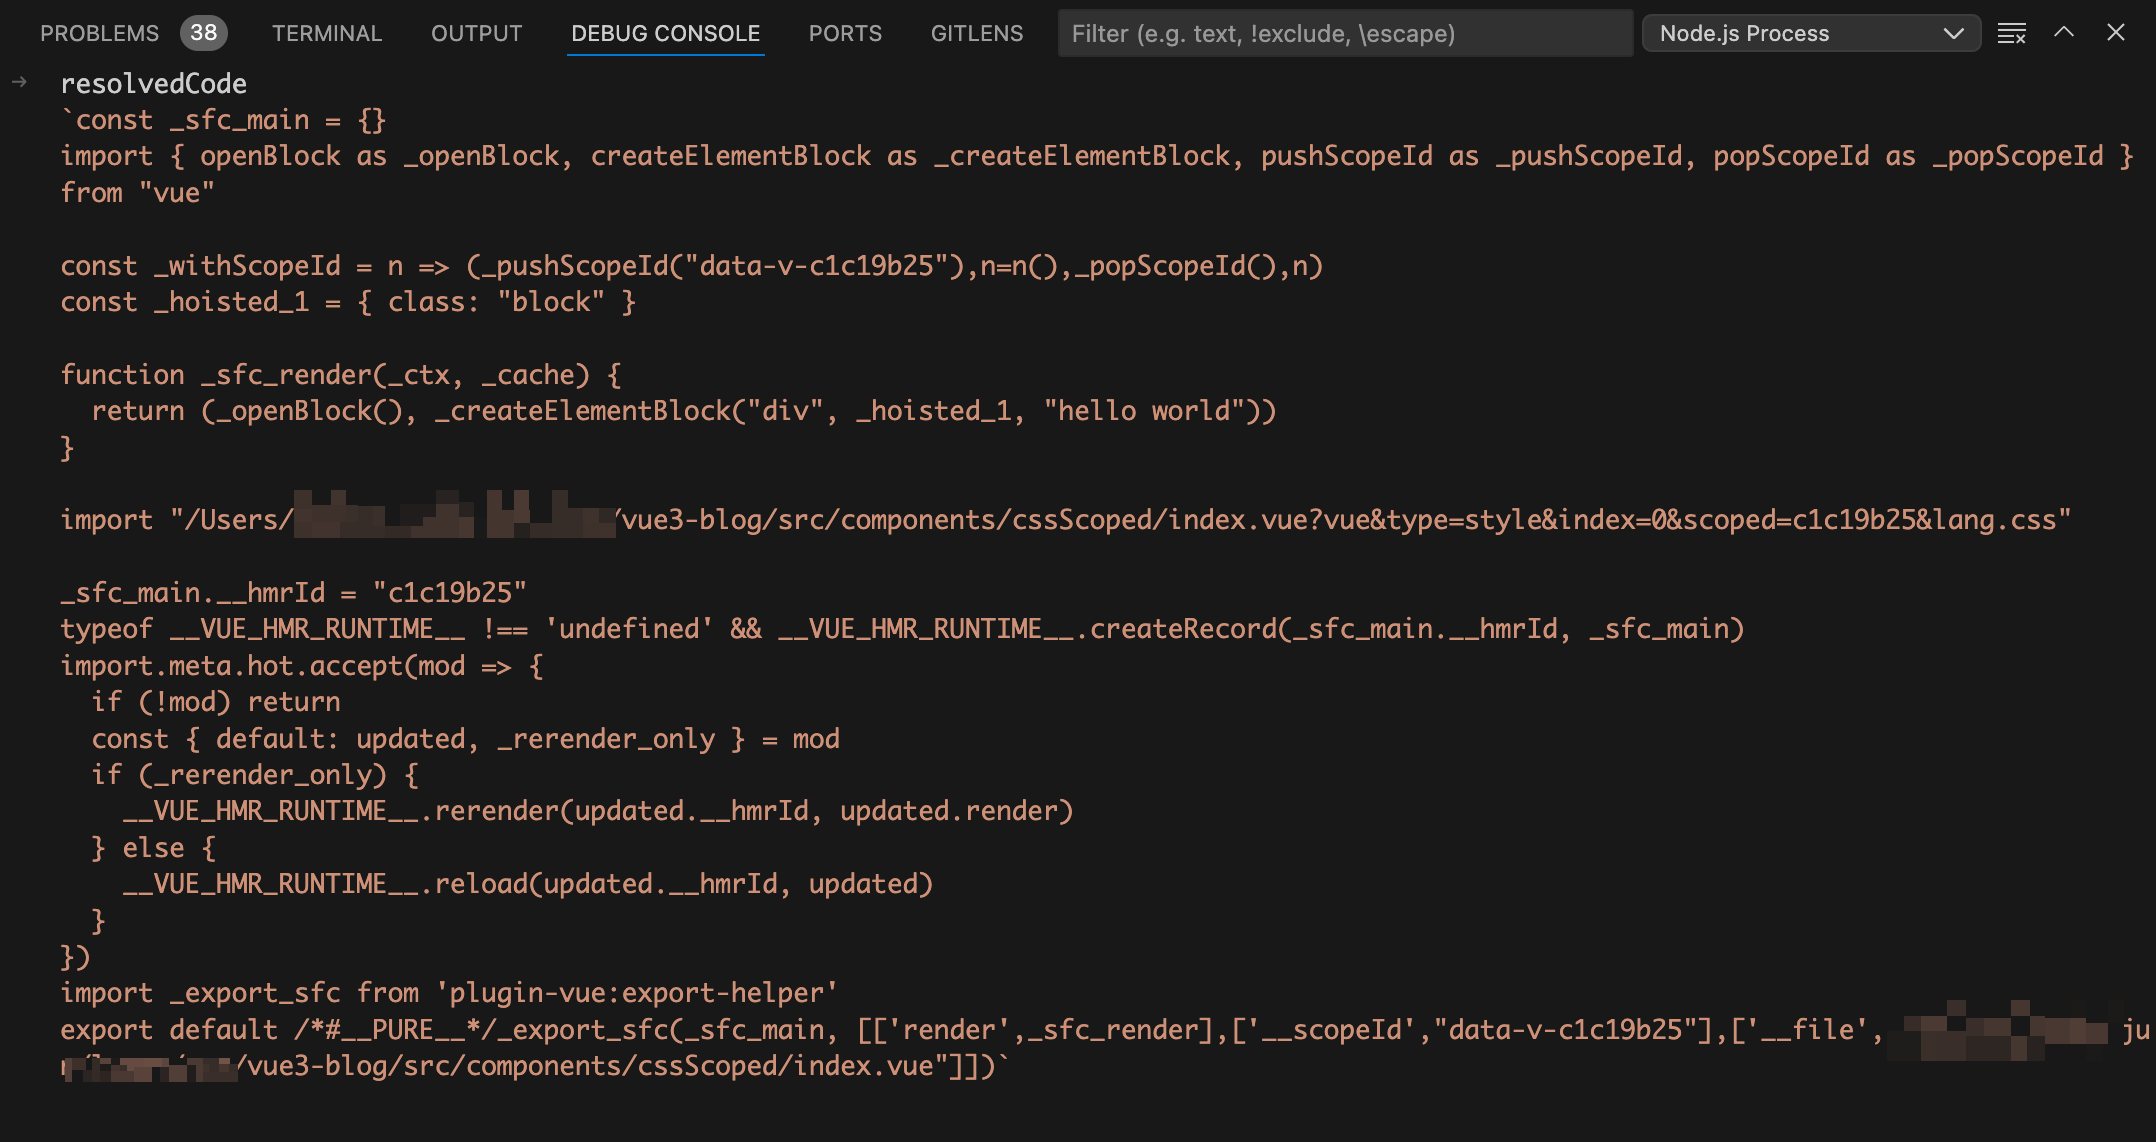 PROBLEMS 38 TERMINAL OUTPUT DEBUG CONSOLE PORTS GITLENS Filter (e.g. text, !exclude, \escape) Node.js Process
resolvedCode
`const _sfc_main = {}
import { openBlock as _openBlock, createElementBlock as _createElementBlock, pushScopeId as _pushScopeId, popScopeId as _popScopeId }
from "vue"
const _withScopeId = n => (_pushScopeId("data-v-c1c19b25"),n=n(),_popScopeId(),n)
const _hoisted_1 = { class: "block" }
function _sfc_render(_ctx, _cache) {
  return (_openBlock(), _createElementBlock("div", _hoisted_1, "hello world"))
}
import "/Users/ /vue3-blog/src/components/cssScoped/index.vue?vue&type=style&index=0&scoped=c1c19b25&lang.css"
_sfc_main.__hmrId = "c1c19b25"
typeof __VUE_HMR_RUNTIME__ !== 'undefined' && __VUE_HMR_RUNTIME__.createRecord(_sfc_main.__hmrId, _sfc_main)
import.meta.hot.accept(mod => {
  if (!mod) return
  const { default: updated, _rerender_only } = mod
  if (_rerender_only) {
    __VUE_HMR_RUNTIME__.rerender(updated.__hmrId, updated.render)
  } else {
    __VUE_HMR_RUNTIME__.reload(updated.__hmrId, updated)
  }
})
import _export_sfc from 'plugin-vue:export-helper'
export default /*#__PURE__*/_export_sfc(_sfc_main, [['render',_sfc_render],['__scopeId',"data-v-c1c19b25"],['__file', ju
/vue3-blog/src/components/cssScoped/index.vue"]])`